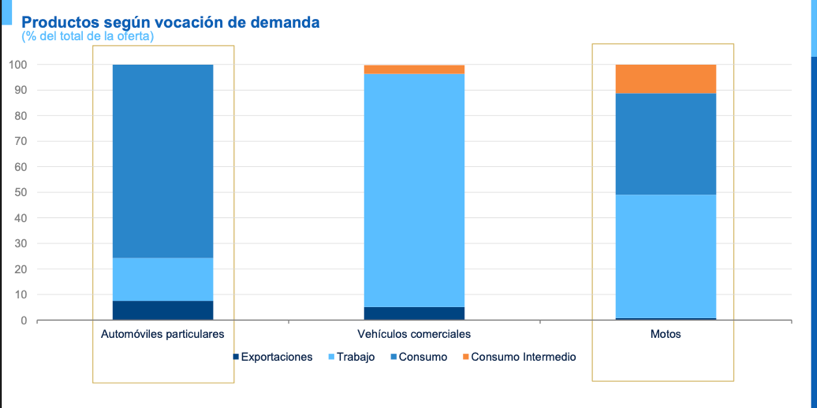 Productos según vocación de demanda
(% del total de la oferta)
100
90
80
70
60
50
40
30
20
10
0
Automóviles particulares
Vehículos comerciales
Motos
Exportaciones
Trabajo
Consumo
Consumo Intermedio